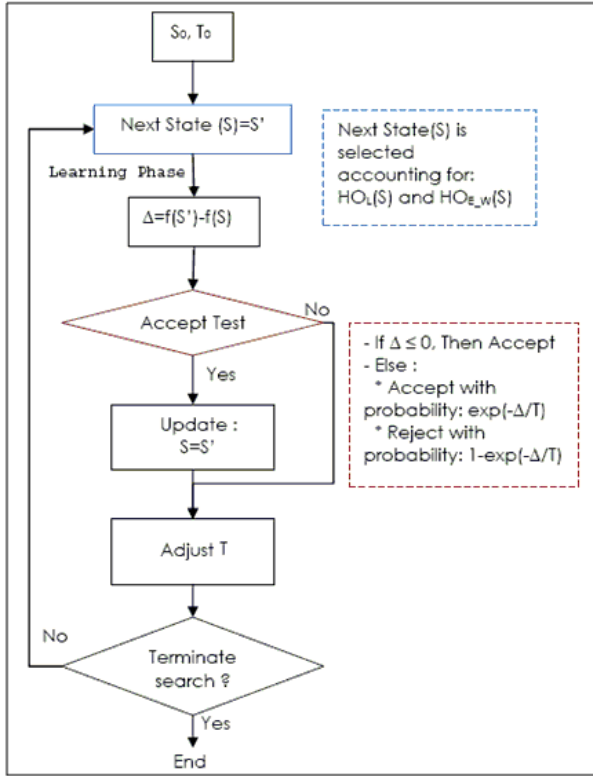 S₀, T₀
Next State (S)=S'
Learning Phase
Δ=f(S')-f(S)
Accept Test
No
Yes
Update :
S=S'
Adjust T
Terminate
search ?
No
Yes
End
Next State(S) is
selected
accounting for:
HO_L(S) and HO_E_W(S)
- If Δ ≤ 0, Then Accept
- Else :
* Accept with
probability: exp(-Δ/T)
* Reject with
probability: 1-exp(-Δ/T)